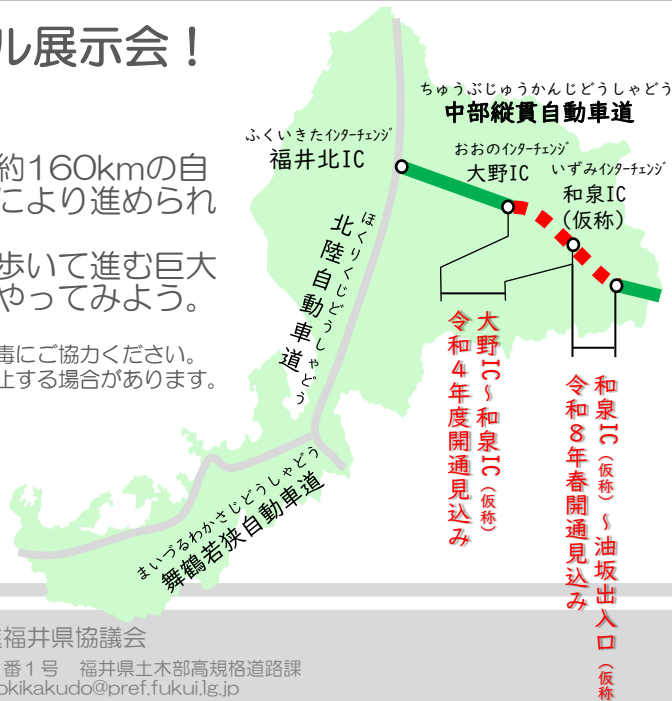 ル展示会！
約160kmの自
により進められ
歩いて進む巨大
やってみよう。
毒にご協力ください。
止する場合があります。
ちゅうぶじゅうかんじどうしゃどう
中部縦貫自動車道
ふくいきたインターチェンジ
福井北IC
おおのインターチェンジ
大野IC
いずみインターチェンジ
和泉IC
(仮称)
ほくりくじどうしゃどう
北陸自動車道
まいづるわかさじどうしゃどう
舞鶴若狭自動車道
大野IC～和泉IC（仮称）
令和４年度開通見込み
和泉IC（仮称）～油坂出入口（仮称
令和８年春開通見込み
福井県協議会
番１号　福井県土木部高規格道路課
okikakudo@pref.fukui.lg.jp